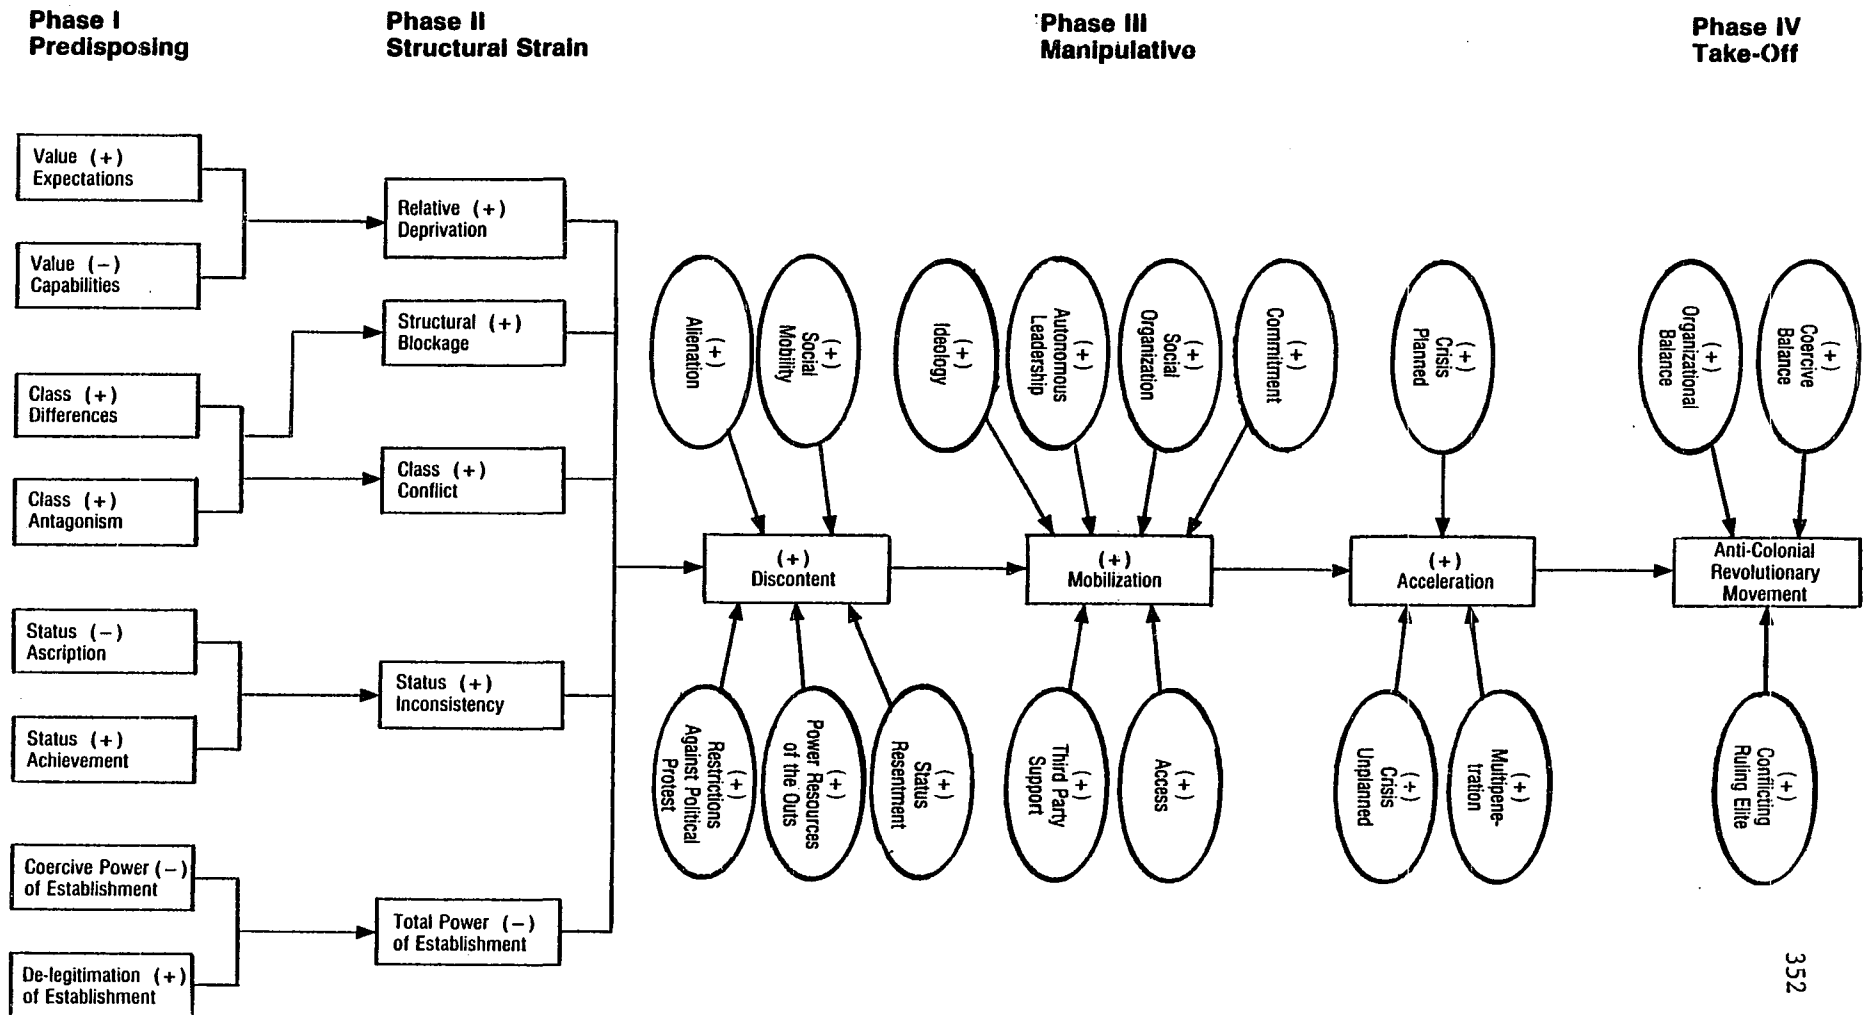 Phase I
Predisposing
Phase II
Structural Strain
Phase III
Manipulative
Phase IV
Take-Off
Value (+)
Expectations
Value (−)
Capabilities
Class (+)
Differences
Class (+)
Antagonism
Status (−)
Ascription
Status (+)
Achievement
Coercive Power (−)
of Establishment
De-legitimation (+)
of Establishment
Relative (+)
Deprivation
Structural (+)
Blockage
Class (+)
Conflict
Status (+)
Inconsistency
Total Power (−)
of Establishment
(+)
Alienation
(+)
Social
Mobility
(+)
Ideology
(+)
Autonomous
Leadership
(+)
Social
Organization
(+)
Commitment
(+)
Crisis
Planned
(+)
Organizational
Balance
(+)
Coercive
Balance
(+)
Discontent
(+)
Mobilization
(+)
Acceleration
Anti-Colonial
Revolutionary
Movement
(+)
Restrictions
Against Political
Protest
(+)
Power Resources
of the Outs
(+)
Status
Resentment
(+)
Third Party
Support
(+)
Access
(+)
Crisis
Unplanned
(+)
Multipene-
tration
(+)
Conflicting
Ruling Elite
352